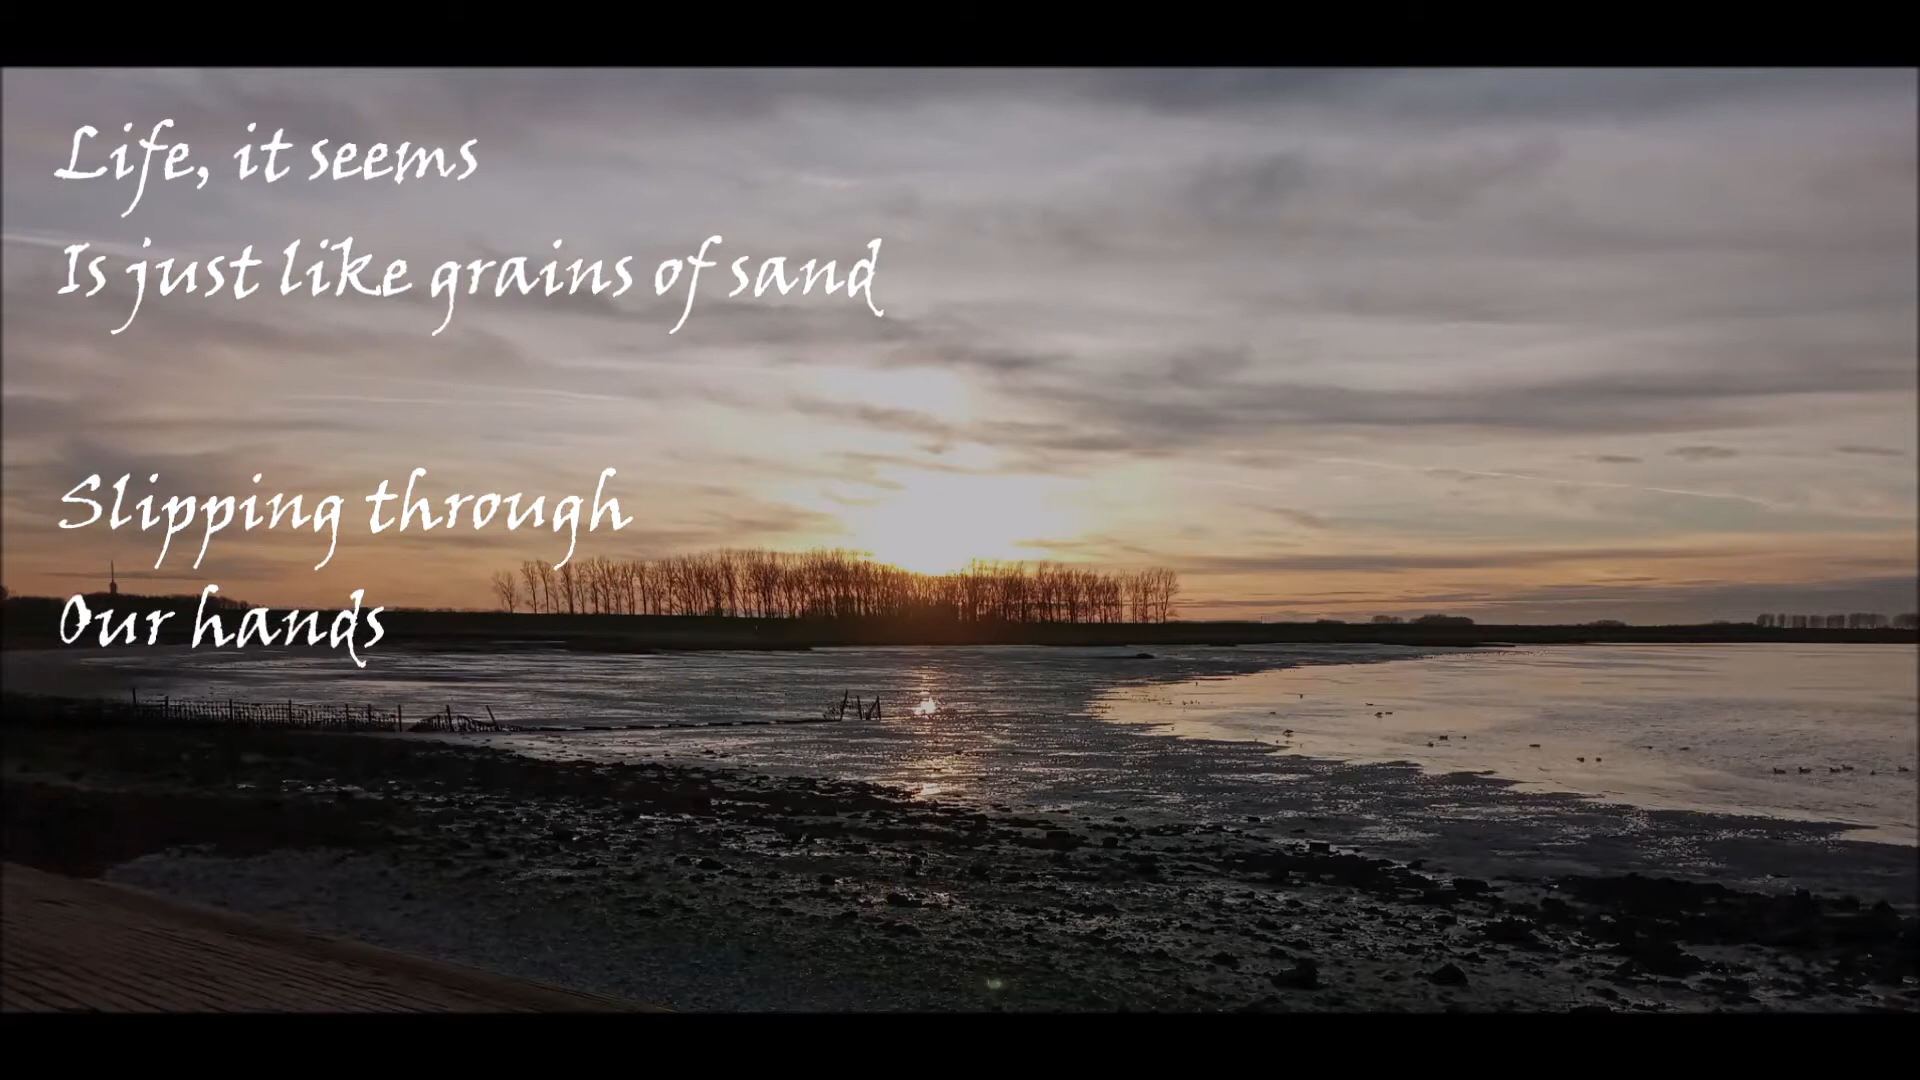 Life, it seems
Is just like grains of sand
Slipping through
Our hands